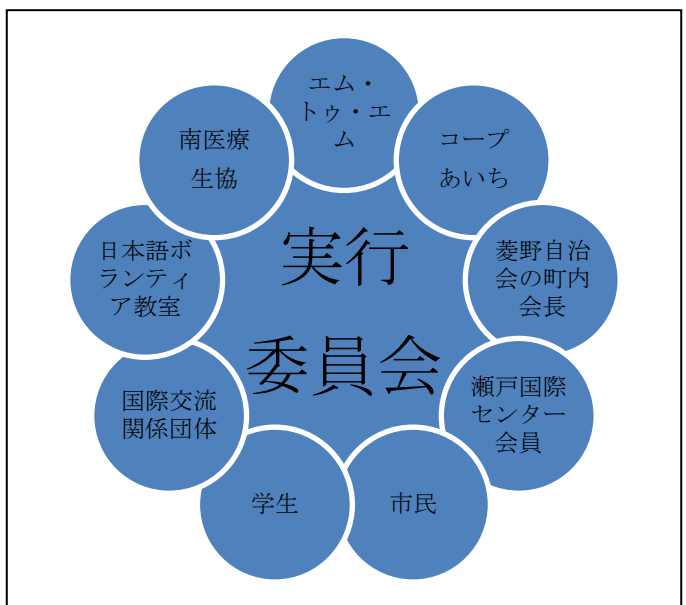 エム・
トゥ・エ
ム
コープ
あいち
菱野自治
会の町内
会長
瀬戸国際
センター
会員
市民
学生
国際交流
関係団体
日本語ボ
ランティ
ア教室
南医療
生協
実行
委員会